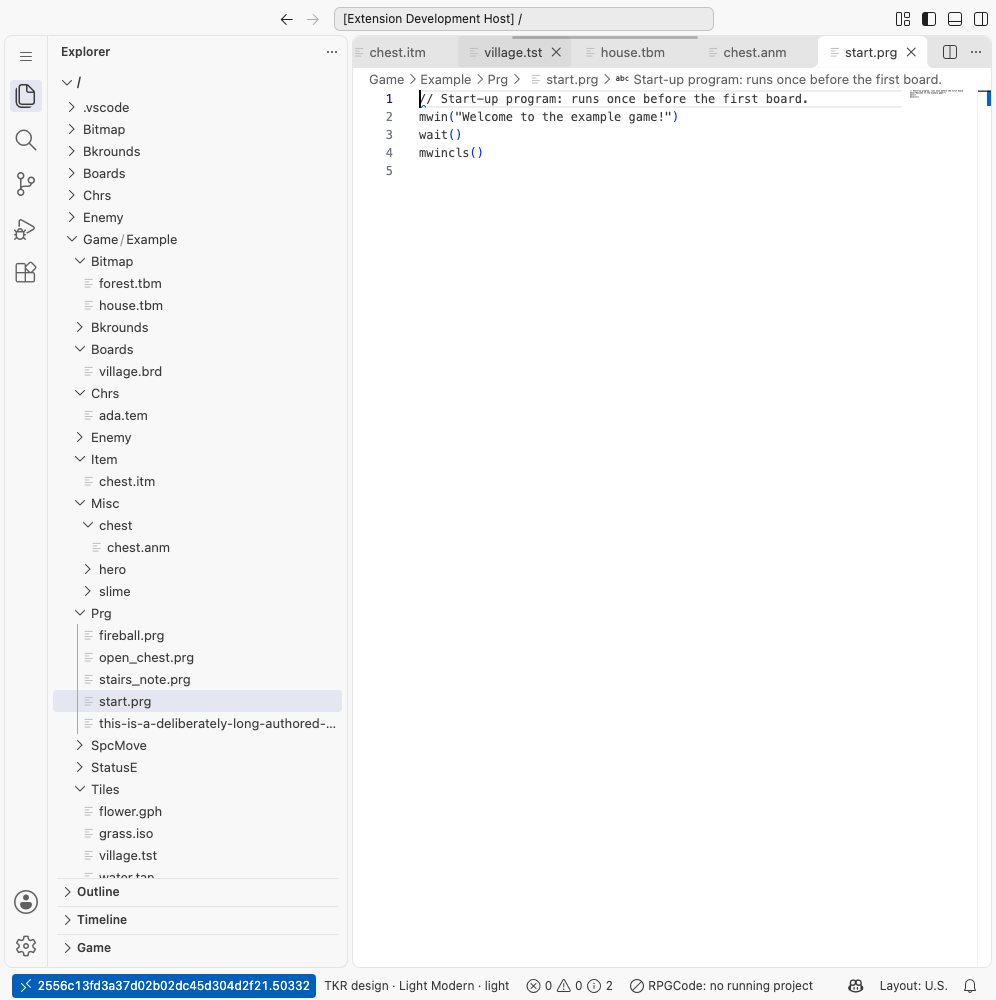 [Extension Development Host] /
Explorer
/
.vscode
Bitmap
Bkrounds
Boards
Chrs
Enemy
Game / Example
Bitmap
forest.tbm
house.tbm
Bkrounds
Boards
village.brd
Chrs
ada.tem
Enemy
Item
chest.itm
Misc
chest
chest.anm
hero
slime
Prg
fireball.prg
open_chest.prg
stairs_note.prg
start.prg
this-is-a-deliberately-long-authored-...
SpcMove
StatusE
Tiles
flower.gph
grass.iso
village.tst
water.tan
Outline
Timeline
Game
chest.itm village.tst house.tbm chest.anm start.prg
Game > Example > Prg > start.prg > abc Start-up program: runs once before the first board.
1 // Start-up program: runs once before the first board.
2 mwin("Welcome to the example game!")
3 wait()
4 mwincls()
5
2556c13fd3a37d02b02dc45d304d2f21.50332 TKR design · Light Modern · light 0 0 2 RPGCode: no running project Layout: U.S.